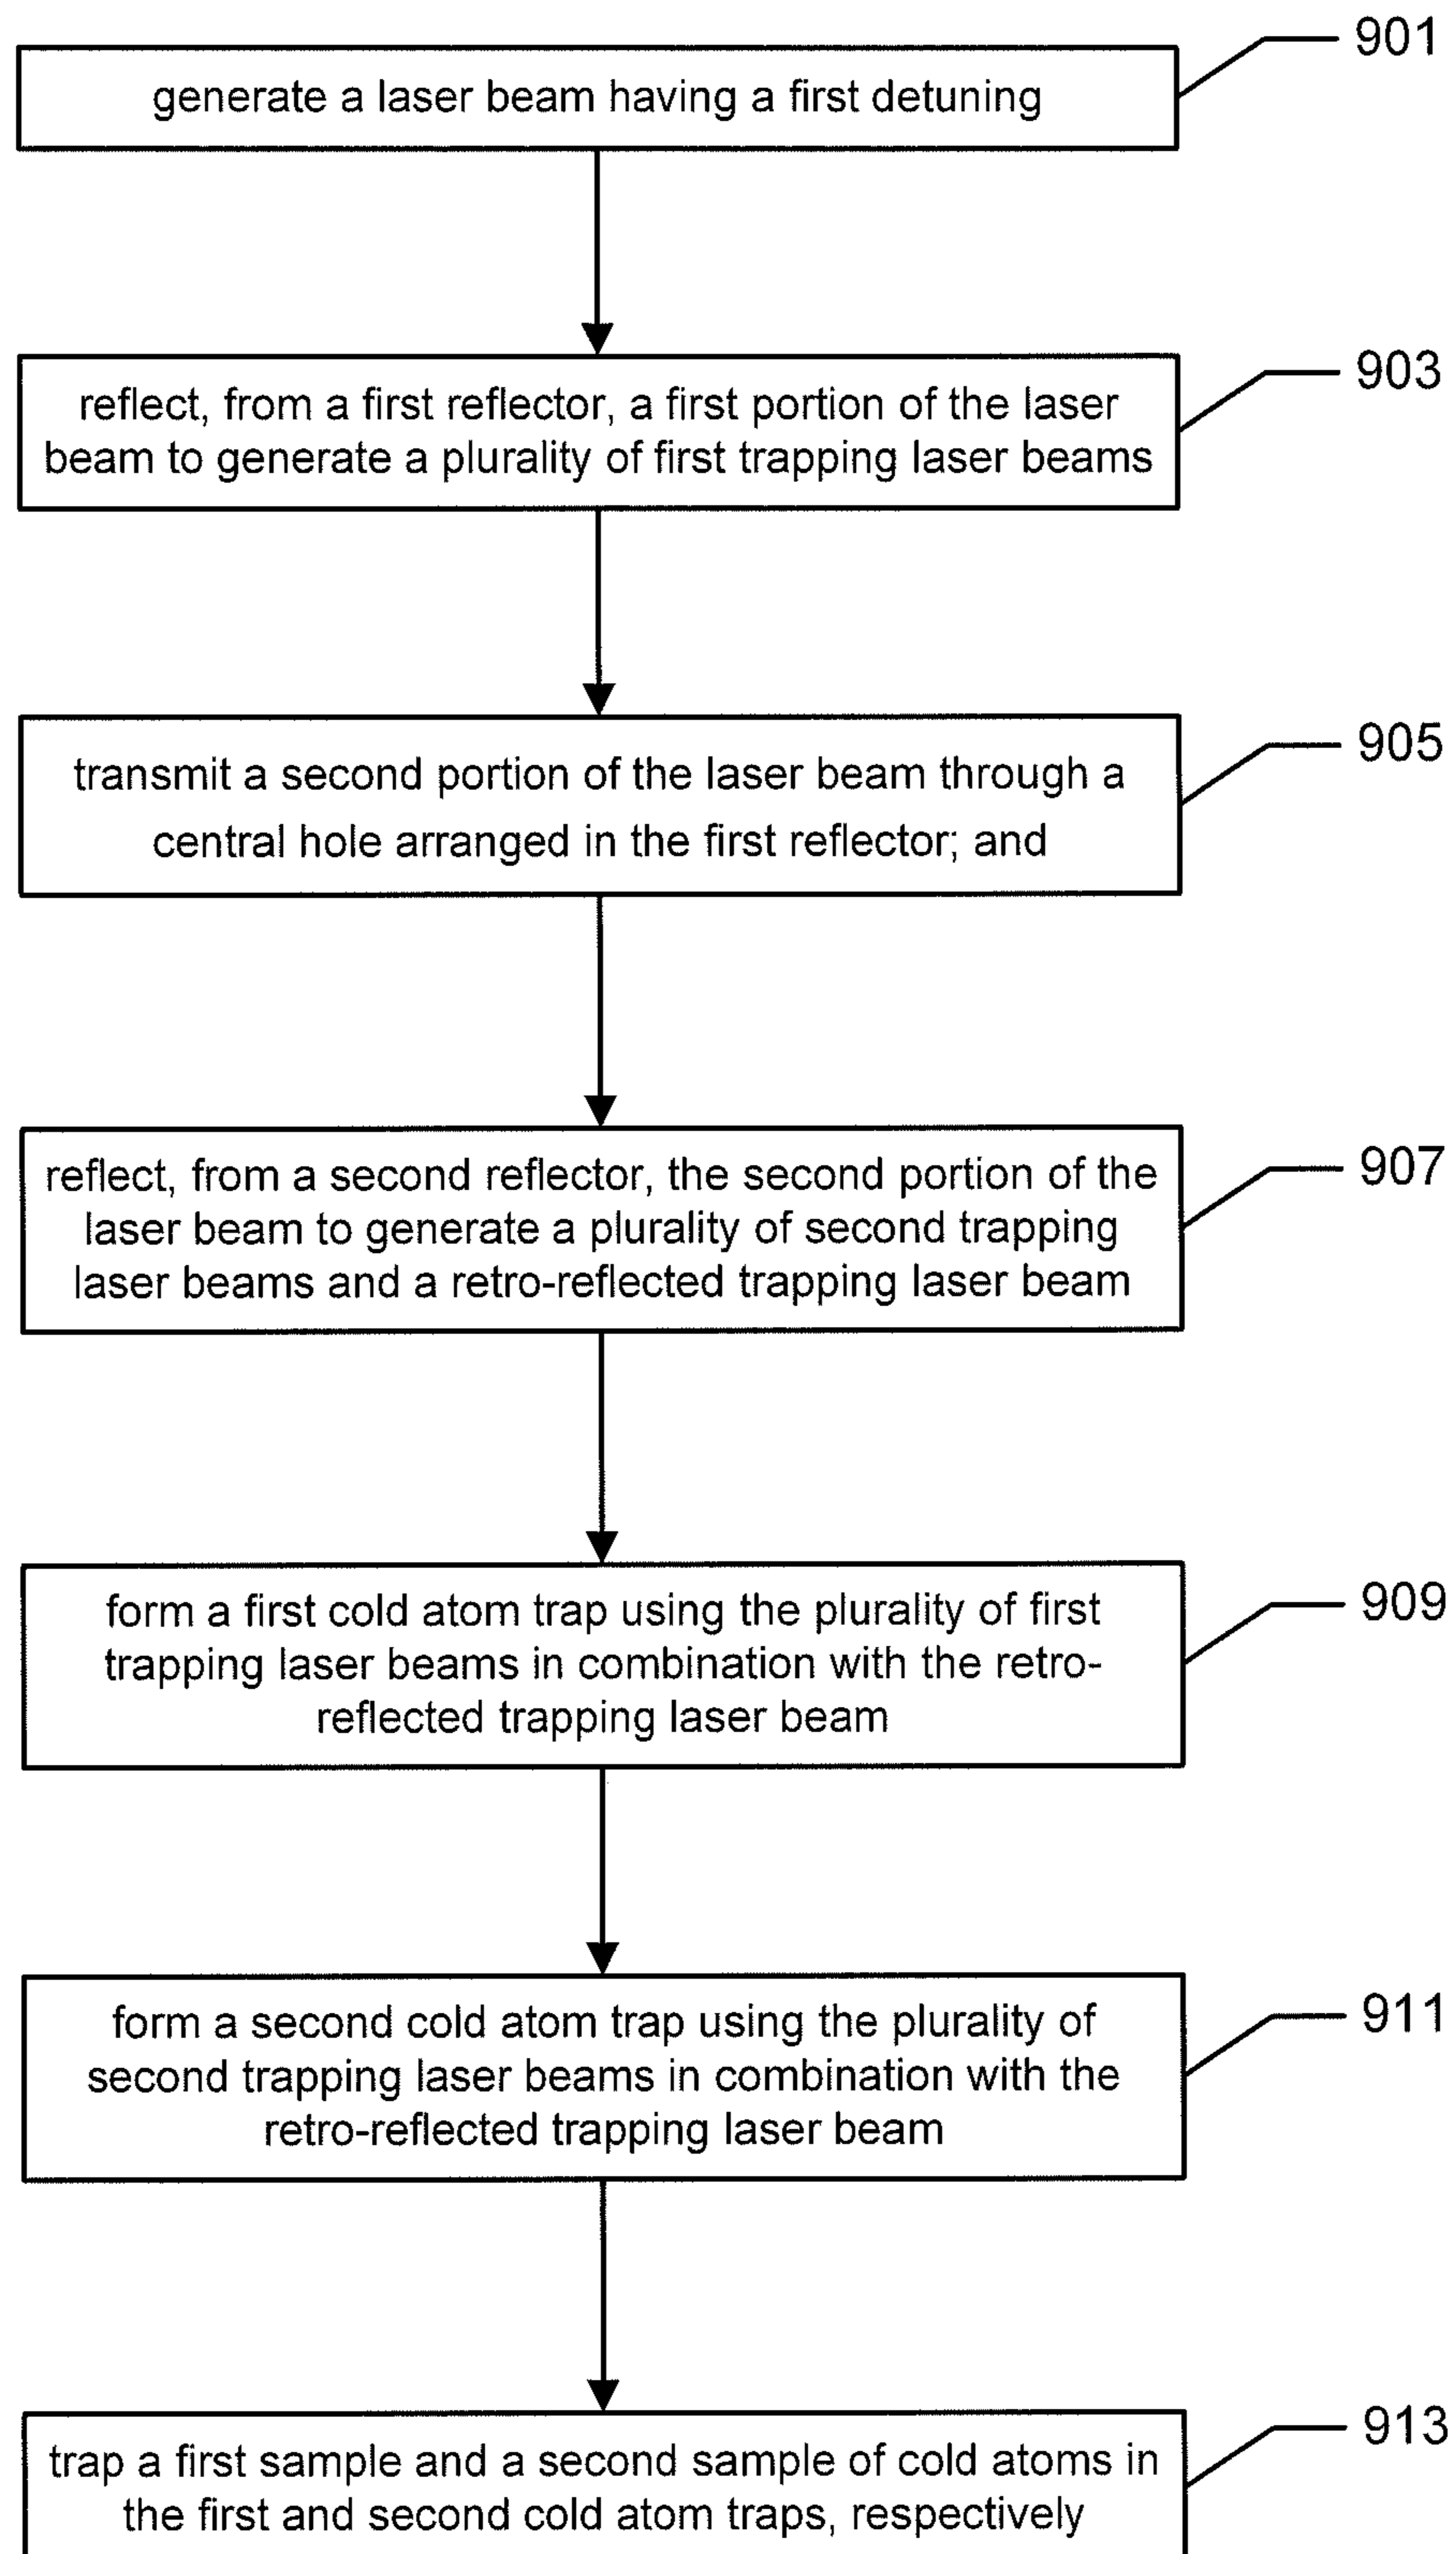 901
generate a laser beam having a first detuning
903
reflect, from a first reflector, a first portion of the laser
beam to generate a plurality of first trapping laser beams
905
transmit a second portion of the laser beam through a
central hole arranged in the first reflector; and
907
reflect, from a second reflector, the second portion of the
laser beam to generate a plurality of second trapping
laser beams and a retro-reflected trapping laser beam
909
form a first cold atom trap using the plurality of first
trapping laser beams in combination with the retro-
reflected trapping laser beam
911
form a second cold atom trap using the plurality of
second trapping laser beams in combination with the
retro-reflected trapping laser beam
913
trap a first sample and a second sample of cold atoms in
the first and second cold atom traps, respectively